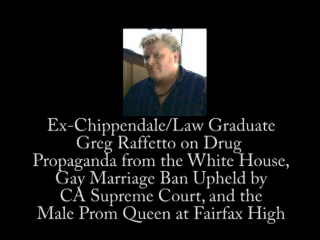 Ex-Chippendale/Law Graduate
Greg Raffetto on Drug
Propaganda from the White House,
Gay Marriage Ban Upheld by
CA Supreme Court, and the
Male Prom Queen at Fairfax High